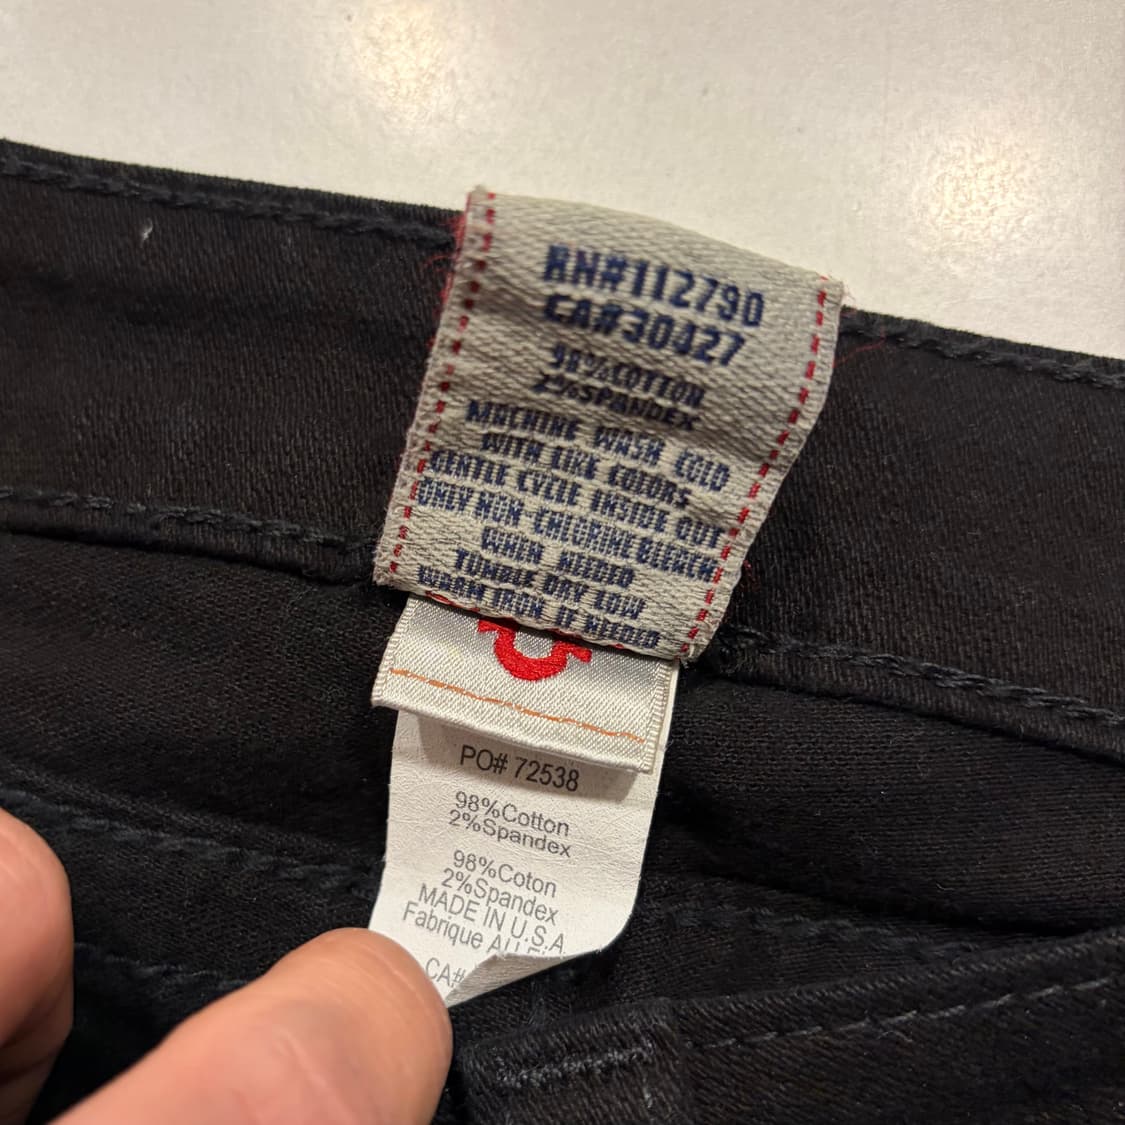 RN#112790
CA#30427
98%COTTON
2%SPANDEX
MACHINE WASH COLD
WITH LIKE COLORS
GENTLE CYCLE INSIDE OUT
ONLY NON-CHLORINE BLEACH
WHEN NEEDED
TUMBLE DRY LOW
WARM IRON IF NEEDED
PO# 72538
98%Cotton
2%Spandex
98%Coton
2%Spandex
MADE IN U.S.A
Fabrique
CA#